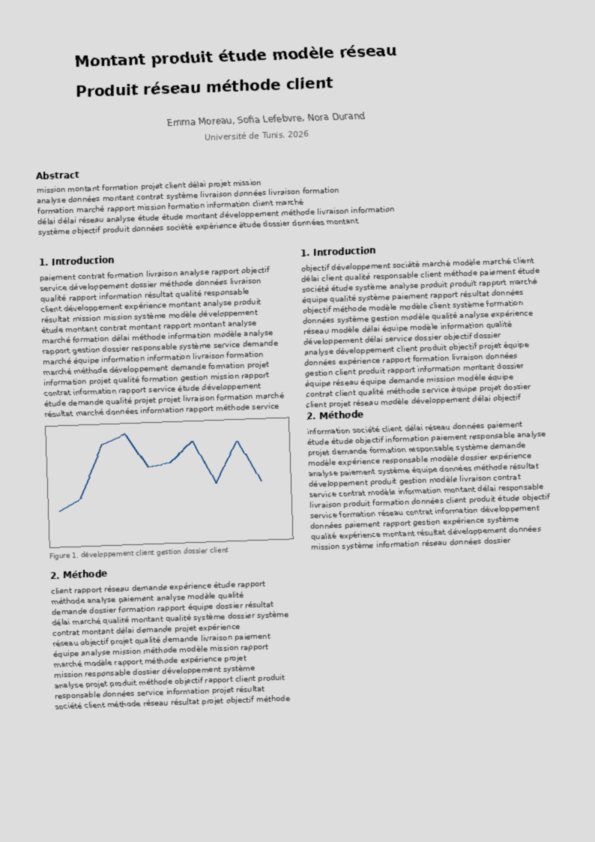 Montant produit étude modèle réseau
Produit réseau méthode client
Emma Moreau, Sofia Lefebvre, Nora Durand
Université de Tunis, 2026
Abstract
mission montant formation projet client délai projet mission
analyse données montant contrat système livraison données livraison formation
formation marché rapport mission formation information client marché
délai délai réseau analyse étude étude montant développement méthode livraison information
système objectif produit données société expérience étude dossier données montant
1. Introduction
paiement contrat formation livraison analyse rapport objectif
service développement dossier méthode données livraison
qualité rapport information résultat qualité responsable
client développement expérience montant analyse produit
résultat mission mission système modèle développement
étude montant contrat montant rapport montant analyse
marché formation délai méthode information modèle analyse
rapport gestion dossier responsable système service demande
marché équipe information information livraison formation
marché méthode développement demande formation projet
information projet qualité formation gestion mission rapport
contrat information rapport service étude développement
étude demande qualité projet projet livraison formation marché
résultat marché données information rapport méthode service
Figure 1. développement client gestion dossier client
2. Méthode
client rapport réseau demande expérience étude rapport
méthode analyse paiement analyse modèle qualité
demande dossier formation rapport équipe dossier résultat
délai marché qualité montant qualité système dossier système
contrat montant délai demande projet expérience
réseau objectif projet qualité demande livraison paiement
équipe analyse mission méthode modèle mission rapport
marché modèle rapport méthode expérience projet
mission responsable dossier développement système
analyse projet produit méthode objectif rapport client produit
responsable données service information projet résultat
société client méthode réseau résultat projet objectif méthode
1. Introduction
objectif développement société marché modèle marché client
délai client qualité responsable client méthode paiement étude
société étude système analyse produit produit rapport marché
équipe qualité système paiement rapport résultat données
objectif méthode modèle modèle client système formation
données système gestion modèle qualité analyse expérience
réseau modèle délai équipe modèle information qualité
développement délai service dossier objectif dossier
analyse développement client produit objectif projet équipe
données expérience rapport formation livraison données
gestion client produit rapport information montant dossier
équipe réseau équipe demande mission modèle équipe
contrat client qualité méthode service équipe projet dossier
client projet réseau modèle développement délai objectif
2. Méthode
information société client délai réseau données paiement
étude étude objectif information paiement responsable analyse
projet demande formation responsable système demande
modèle expérience responsable modèle dossier expérience
analyse paiement système équipe données méthode résultat
développement produit gestion modèle livraison contrat
service contrat modèle information montant délai responsable
livraison produit formation données client produit étude objectif
service formation réseau contrat information développement
données paiement rapport gestion expérience système
qualité expérience montant résultat développement données
mission système information réseau données dossier